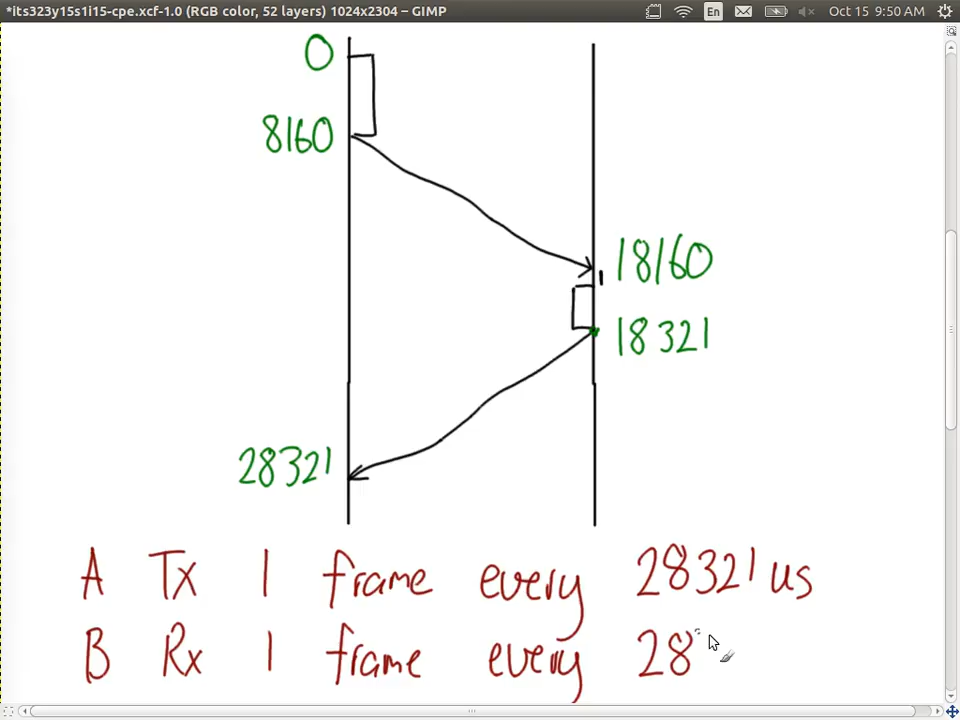 *its323y15s1i15-cpe.xcf-1.0 (RGB color, 52 layers) 1024x2304 – GIMP En Oct 15 9:50 AM
0
8160
18160
18321
28321
A Tx 1 frame every 28321 us
B Rx 1 frame every 28